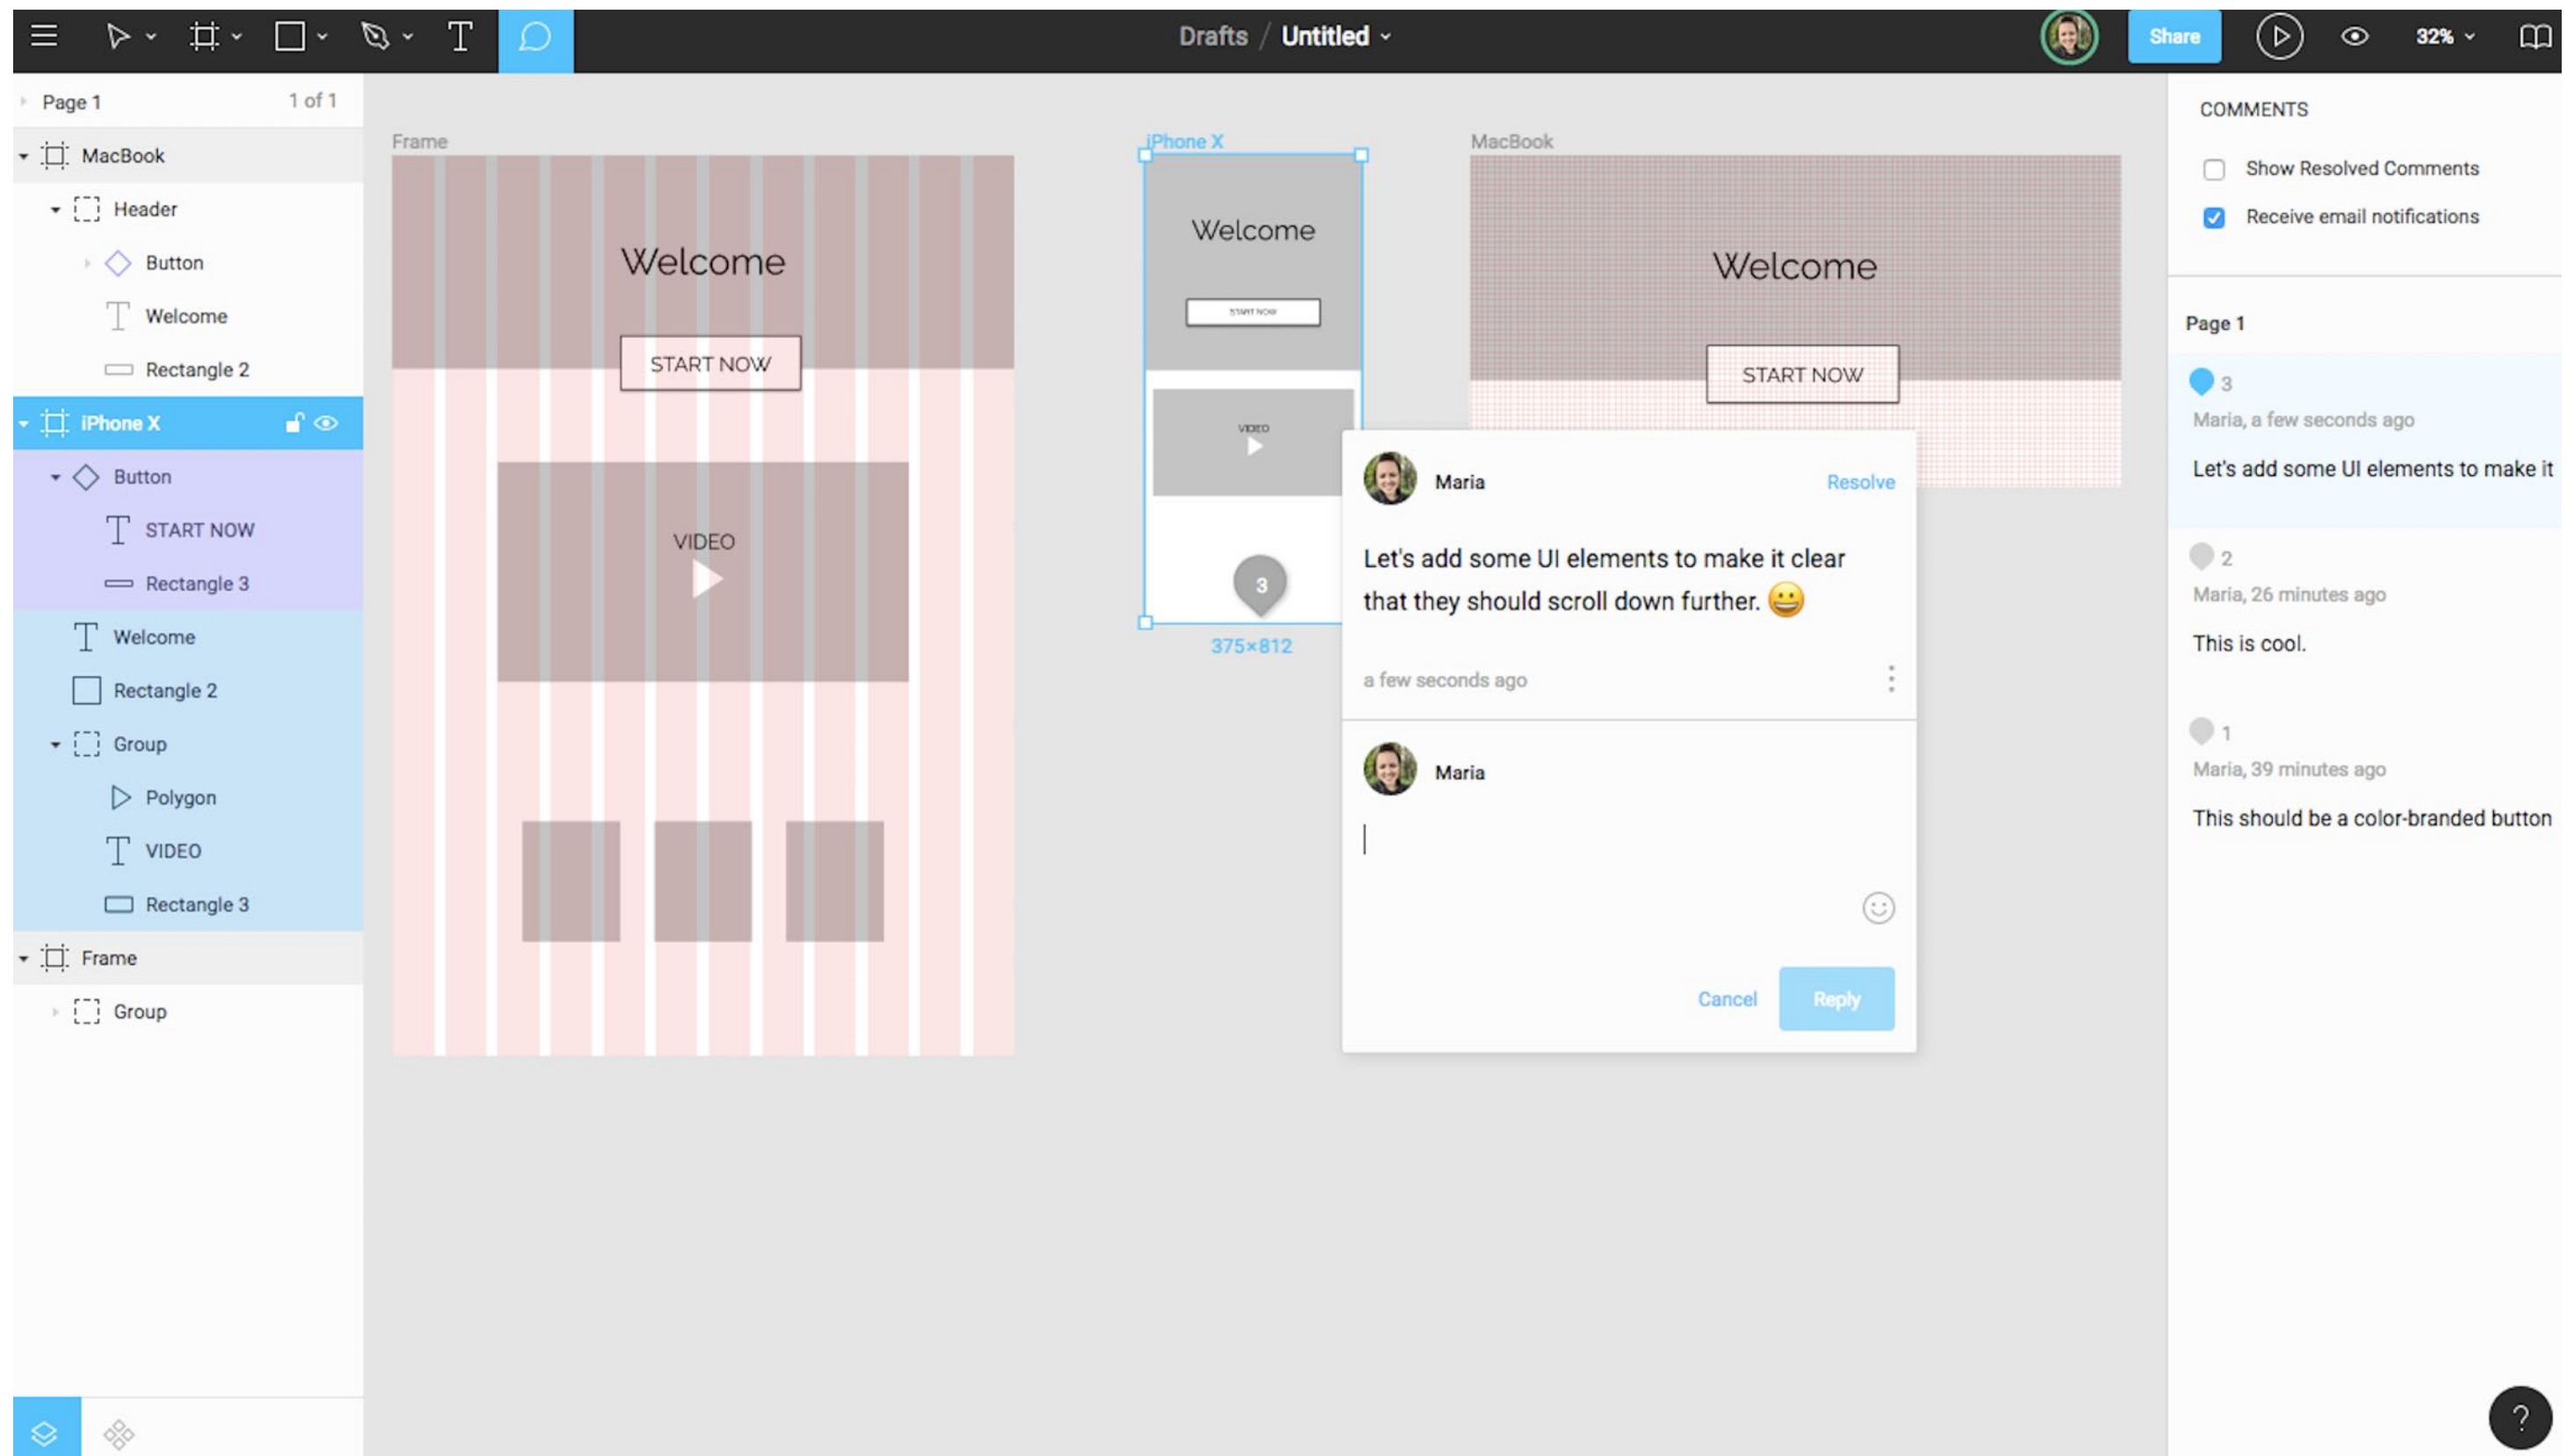 Drafts / Untitled
Share
32%
Page 1
1 of 1
MacBook
Header
Button
Welcome
Rectangle 2
iPhone X
Button
START NOW
Rectangle 3
Welcome
Rectangle 2
Group
Polygon
VIDEO
Rectangle 3
Frame
Group
Frame
Welcome
START NOW
VIDEO
iPhone X
Welcome
START NOW
VIDEO
3
375×812
MacBook
Welcome
START NOW
Maria
Resolve
Let's add some UI elements to make it clear
that they should scroll down further. 😀
a few seconds ago
Maria
Cancel
Reply
COMMENTS
Show Resolved Comments
Receive email notifications
Page 1
3
Maria, a few seconds ago
Let's add some UI elements to make it
2
Maria, 26 minutes ago
This is cool.
1
Maria, 39 minutes ago
This should be a color-branded button
?